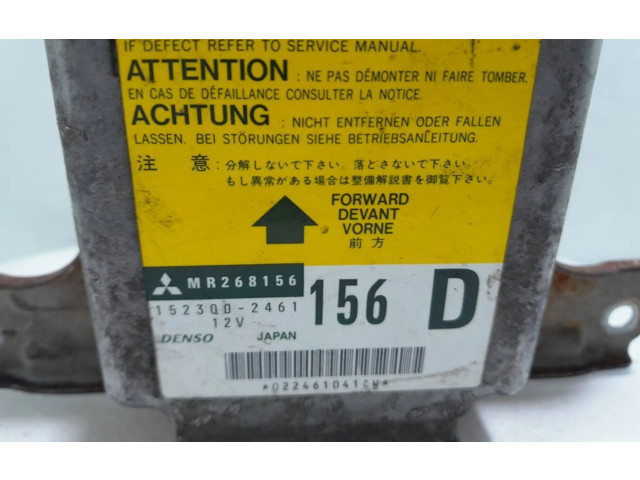 IF DEFECT REFER TO SERVICE MANUAL.
ATTENTION : NE PAS DÉMONTER NI FAIRE TOMBER.
EN CAS DE DÉFAILLANCE CONSULTER LA NOTICE.
ACHTUNG : NICHT ENTFERNEN ODER FALLEN
LASSEN. BEI STÖRUNGEN SIEHE BETRIEBSANLEITUNG.
注 意 : 分解しないで下さい。落とさないで下さい。
もし異常がある場合は整備解説書を御覧下さい。
FORWARD
DEVANT
VORNE
前 方
MR268156
152300-2461 156 D
12V
DENSO JAPAN